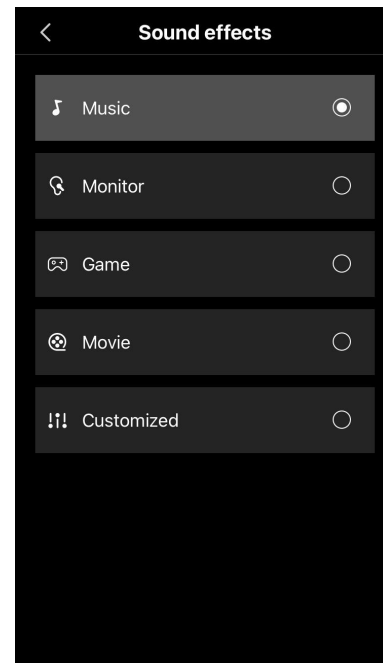 Sound effects
Music
Monitor
Game
Movie
Customized